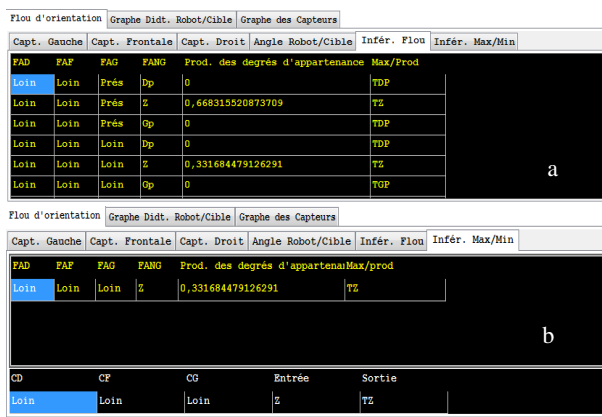 Flou d'orientation Graphe Didt. Robot/Cible Graphe des Capteurs
Capt. Gauche Capt. Frontale Capt. Droit Angle Robot/Cible Infér. Flou Infér. Max/Min
FAD FAF FAG FANG Prod. des degrés d'appartenance Max/Prod
Loin Loin Prés Dp 0 TDP
Loin Loin Prés Z 0,668315520873709 TZ
Loin Loin Prés Gp 0 TDP
Loin Loin Loin Dp 0 TDP
Loin Loin Loin Z 0,331684479126291 TZ
Loin Loin Loin Gp 0 TGP
a
Flou d'orientation Graphe Didt. Robot/Cible Graphe des Capteurs
Capt. Gauche Capt. Frontale Capt. Droit Angle Robot/Cible Infér. Flou Infér. Max/Min
FAD FAF FAG FANG Prod. des degrés d'appartenai Max/prod
Loin Loin Loin Z 0,331684479126291 TZ
b
CD CF CG Entrée Sortie
Loin Loin Loin Z TZ